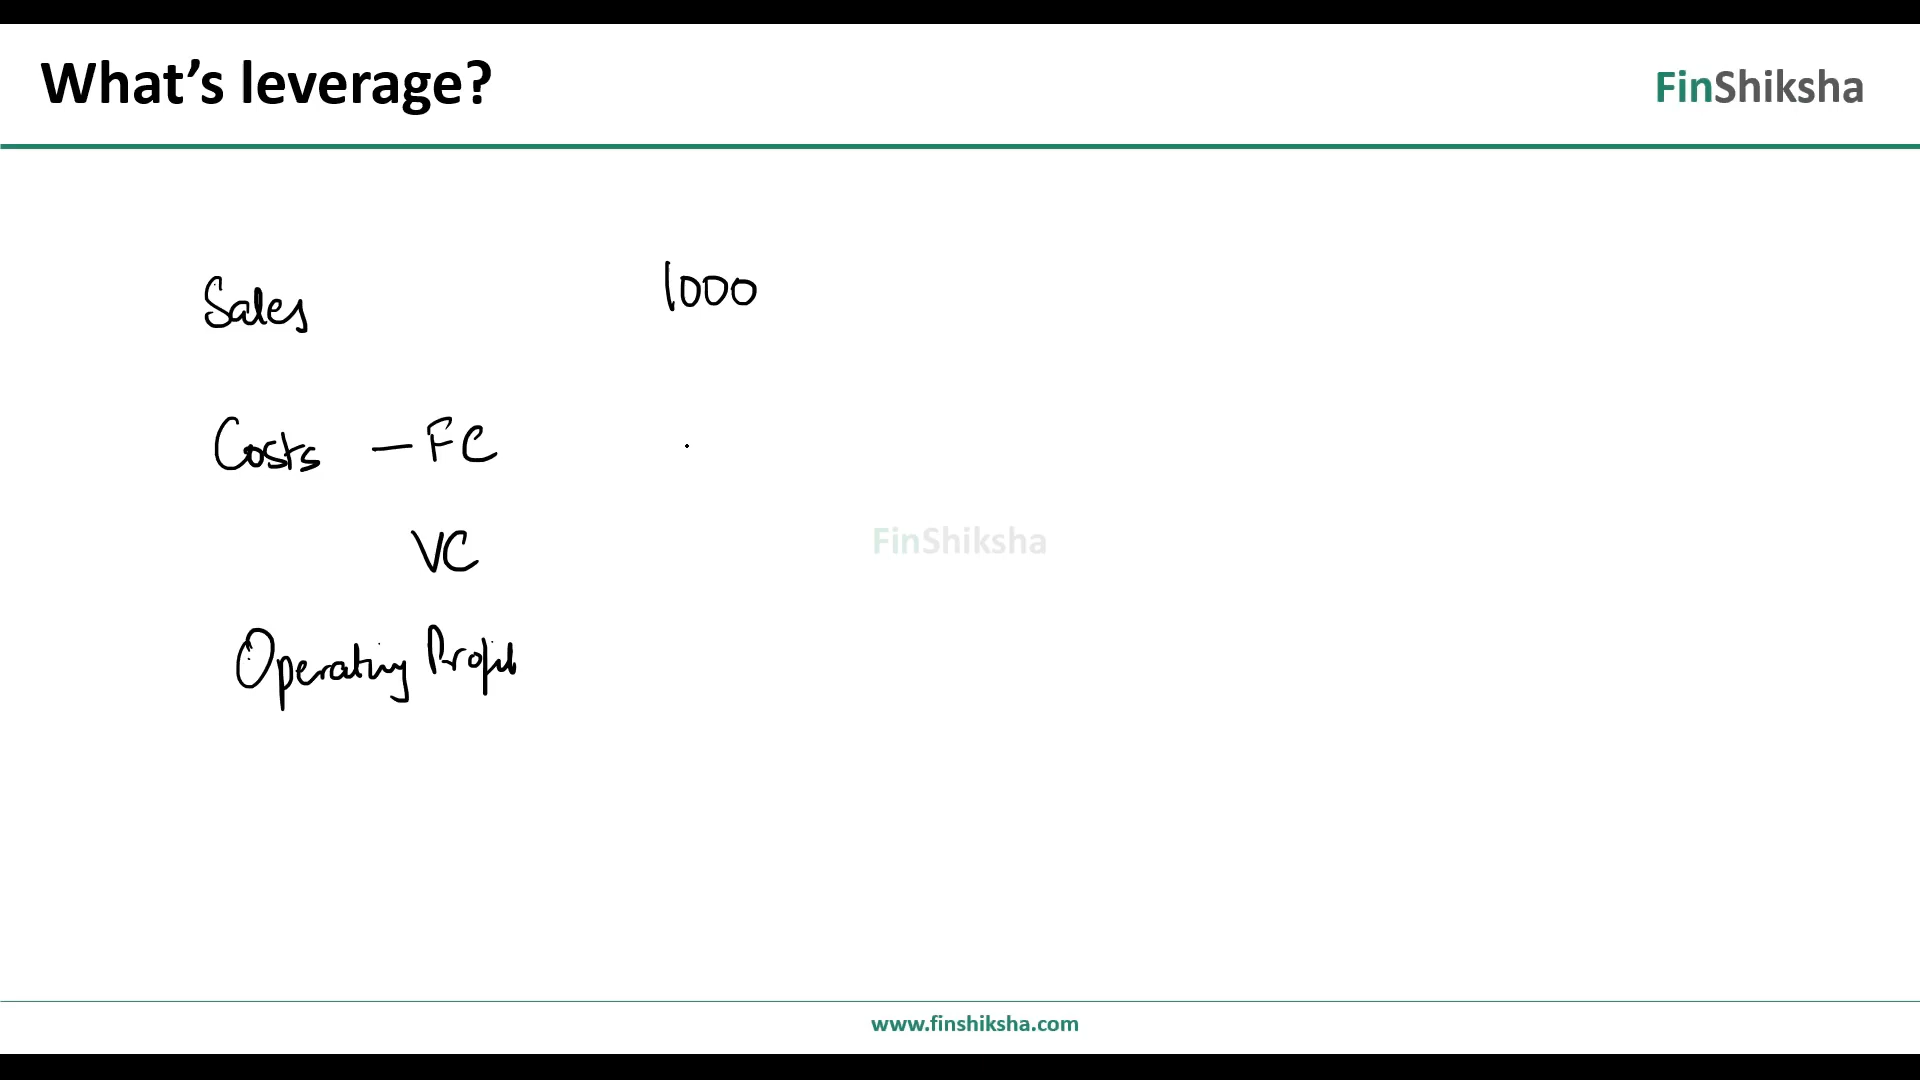 What's leverage?
FinShiksha
Sales 1000
Costs — FC
FinShiksha
VC
Operating Profit
www.finshiksha.com